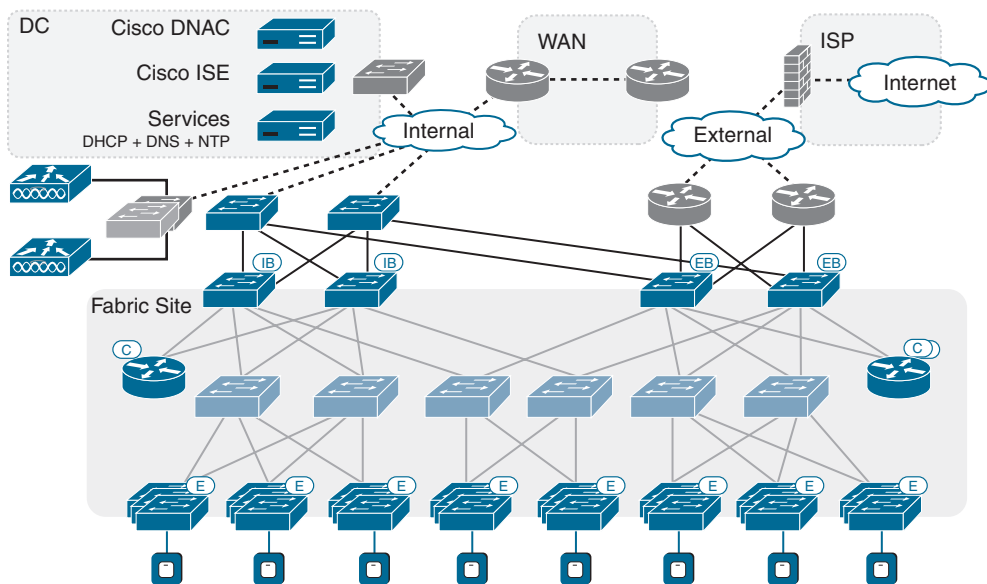 DC
Cisco DNAC
Cisco ISE
Services
DHCP + DNS + NTP
WAN
ISP
Internet
Internal
External
IB
IB
EB
EB
Fabric Site
C
C
E
E
E
E
E
E
E
E